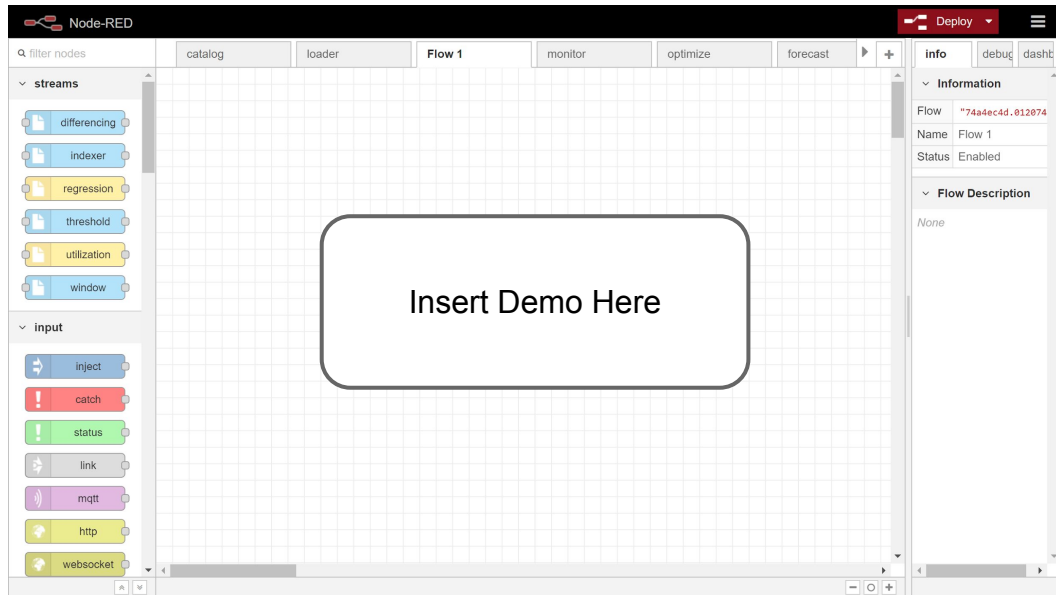 Node-RED
Deploy
filter nodes
catalog
loader
Flow 1
monitor
optimize
forecast
info
debug
dashb
streams
differencing
indexer
regression
threshold
utilization
window
input
inject
catch
status
link
mqtt
http
websocket
Insert Demo Here
Information
Flow "74a4ec4d.012074
Name Flow 1
Status Enabled
Flow Description
None